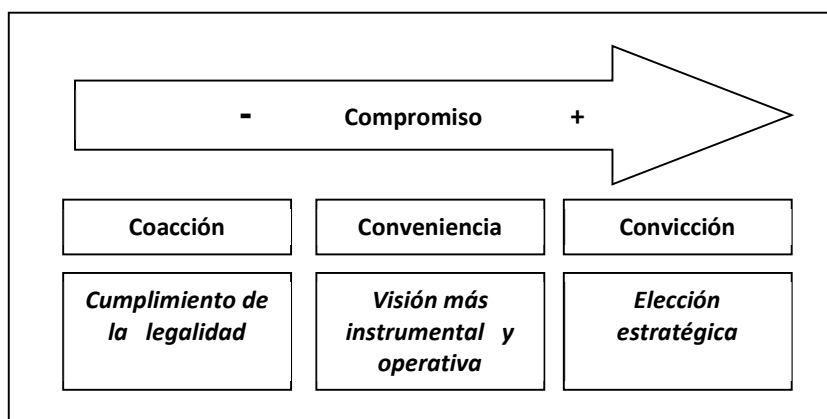 - Compromiso +
Coacción
Conveniencia
Convicción
Cumplimiento de
la legalidad
Visión más
instrumental y
operativa
Elección
estratégica